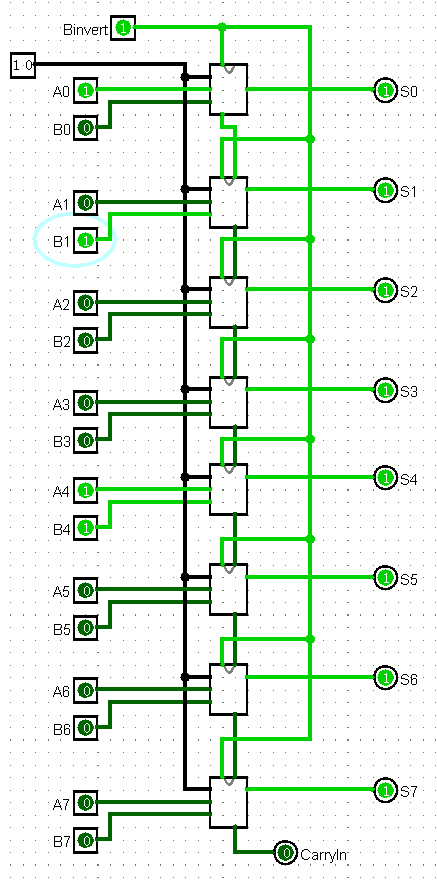 Binvert 1
1 0
A0 1 1 S0
B0 0
A1 0 1 S1
B1 1
A2 0 1 S2
B2 0
A3 0 1 S3
B3 0
A4 1 1 S4
B4 1
A5 0 1 S5
B5 0
A6 0 1 S6
B6 0
A7 0 1 S7
B7 0
0 CarryIn